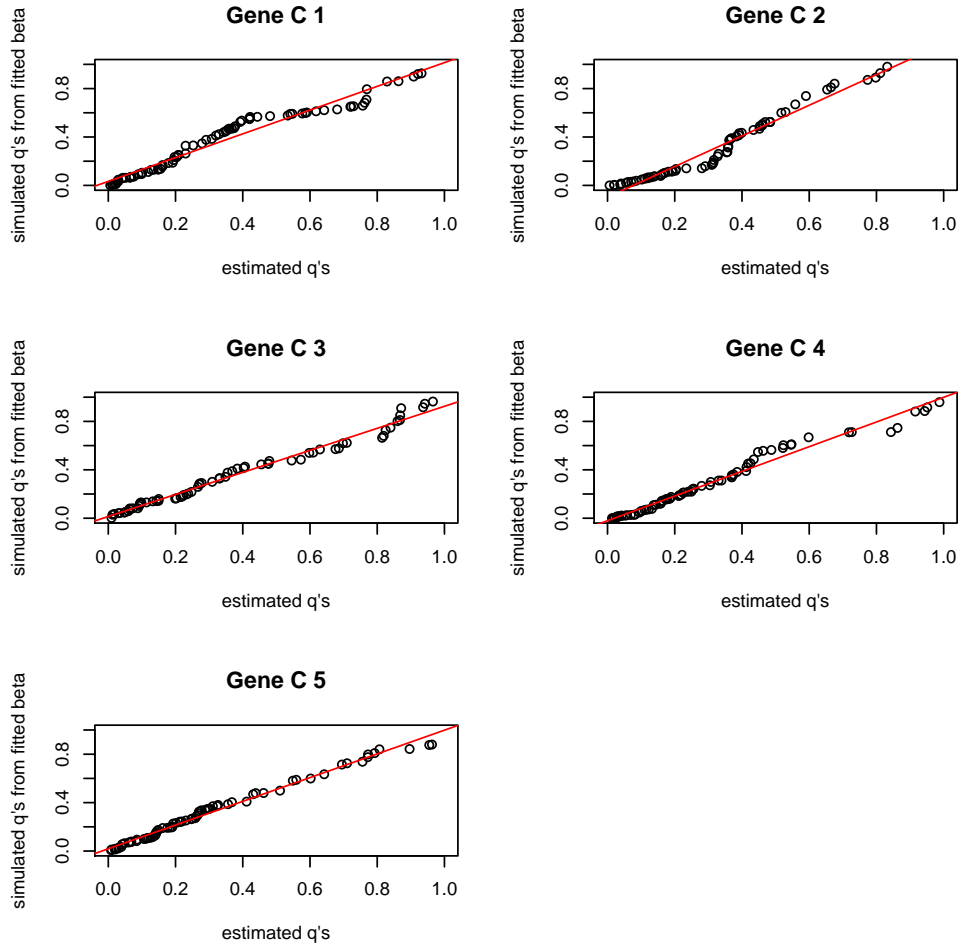 Gene C 1
simulated q's from fitted beta
0.0 0.4 0.8
0.0 0.2 0.4 0.6 0.8 1.0
estimated q's
Gene C 2
simulated q's from fitted beta
0.0 0.4 0.8
0.0 0.2 0.4 0.6 0.8 1.0
estimated q's
Gene C 3
simulated q's from fitted beta
0.0 0.4 0.8
0.0 0.2 0.4 0.6 0.8 1.0
estimated q's
Gene C 4
simulated q's from fitted beta
0.0 0.4 0.8
0.0 0.2 0.4 0.6 0.8 1.0
estimated q's
Gene C 5
simulated q's from fitted beta
0.0 0.4 0.8
0.0 0.2 0.4 0.6 0.8 1.0
estimated q's